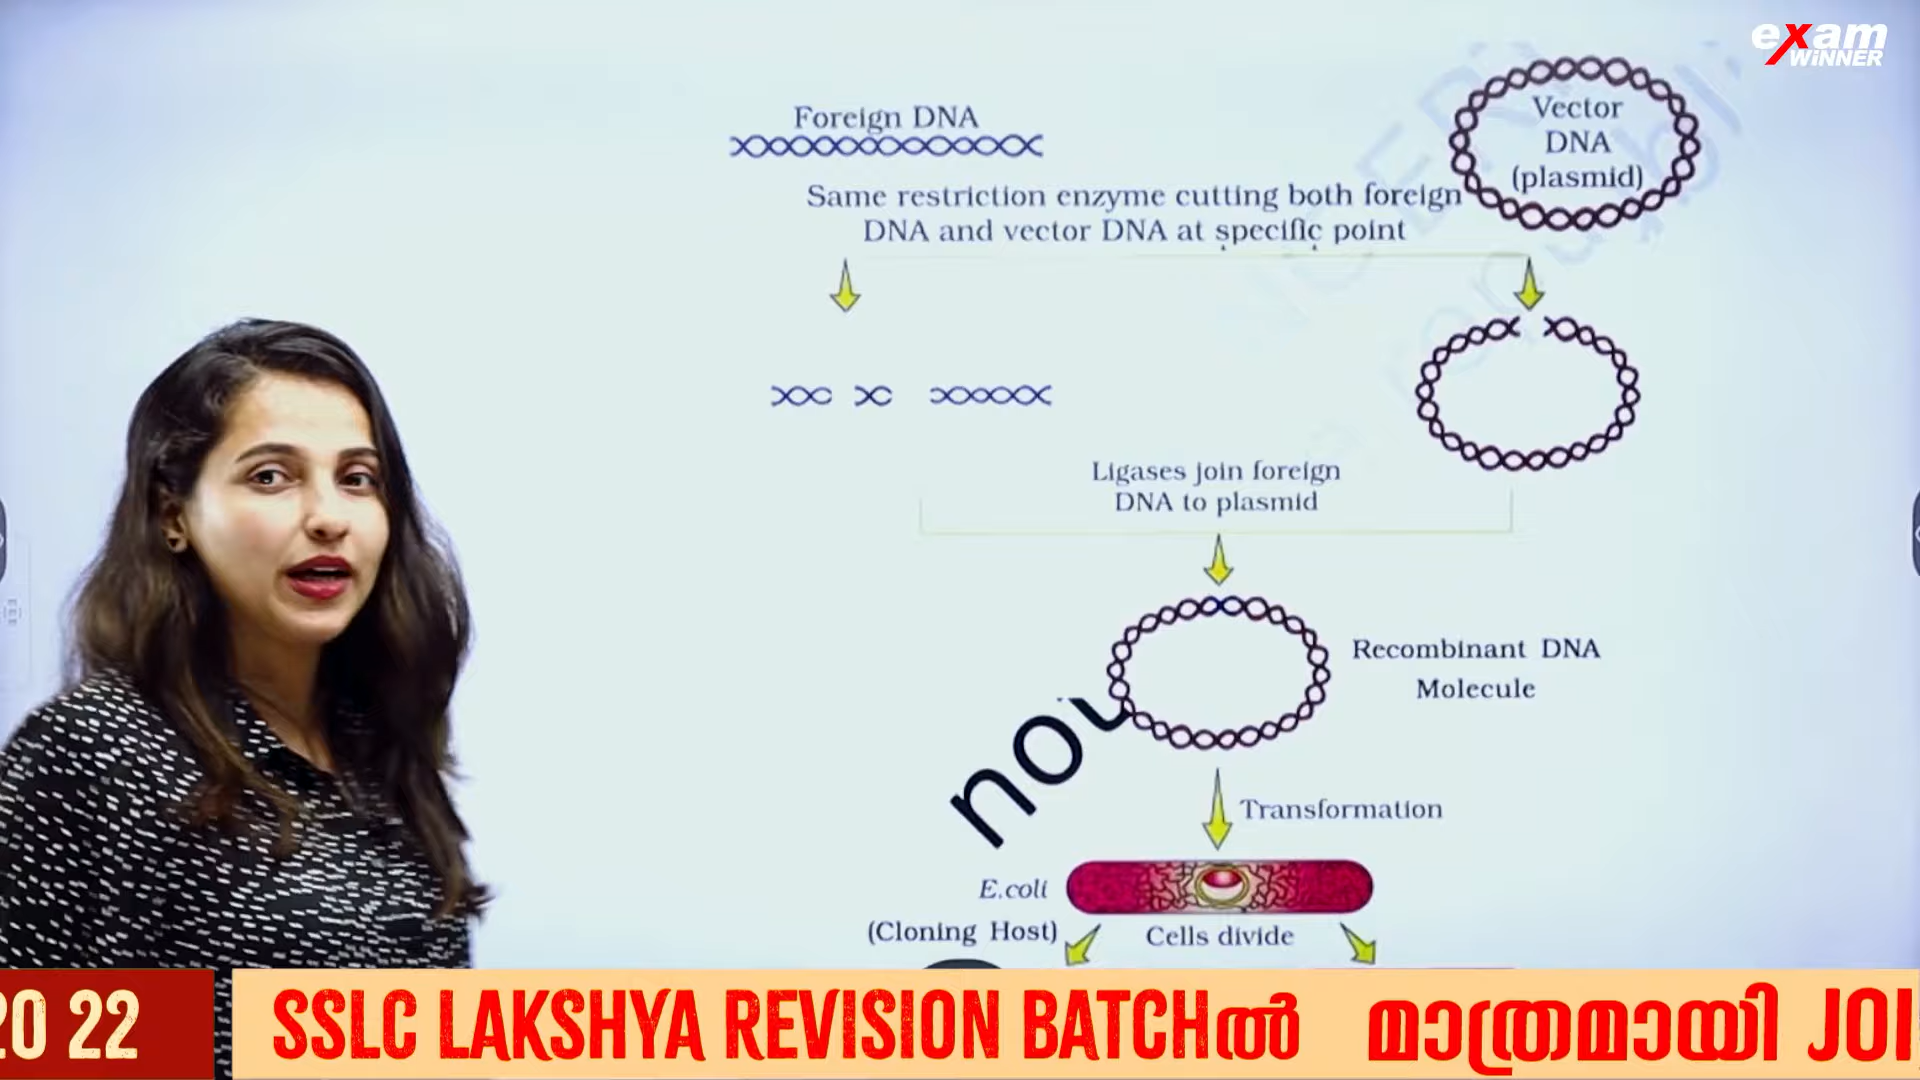 exam
WINNER
Foreign DNA
Vector
DNA
(plasmid)
Same restriction enzyme cutting both foreign
DNA and vector DNA at specific point
Ligases join foreign
DNA to plasmid
Recombinant DNA
Molecule
Transformation
E.coli
(Cloning Host)
Cells divide
20 22
SSLC LAKSHYA REVISION BATCHൽ മാത്രമായി JOI